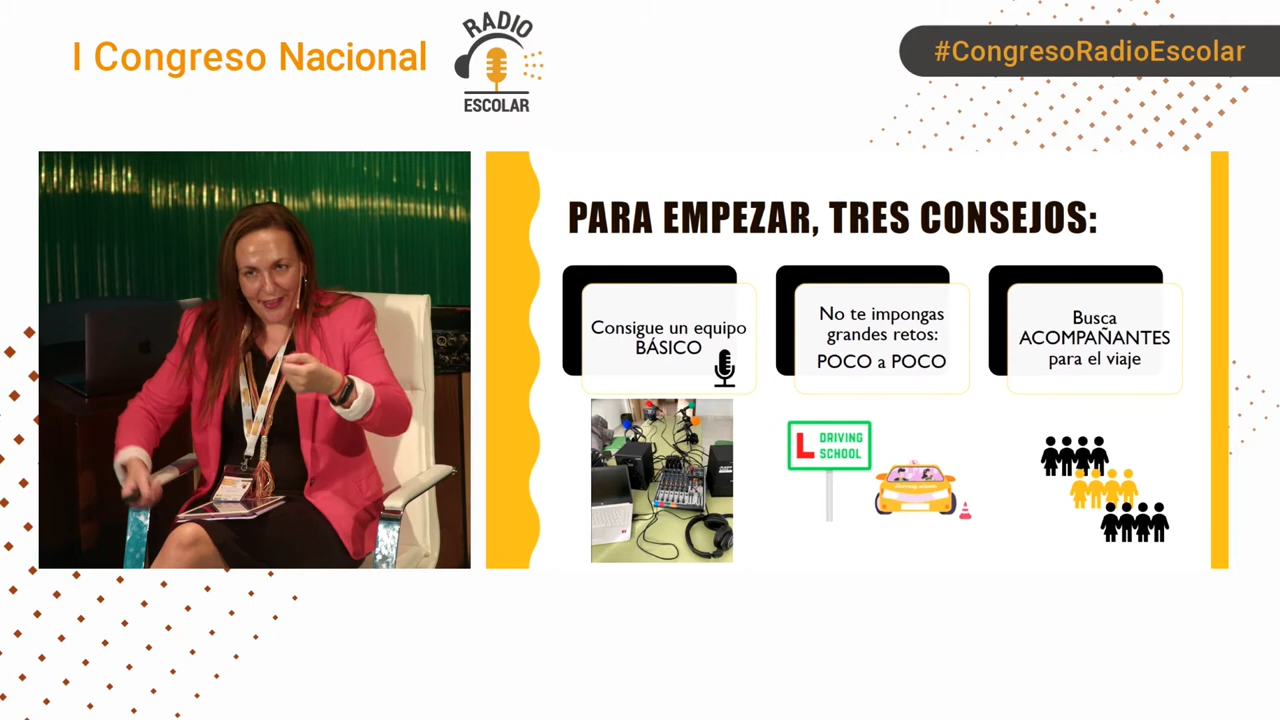 I Congreso Nacional
RADIO
ESCOLAR
#CongresoRadioEscolar
PARA EMPEZAR, TRES CONSEJOS:
Consigue un equipo
BÁSICO
No te impongas
grandes retos:
POCO a POCO
Busca
ACOMPAÑANTES
para el viaje
L DRIVING
SCHOOL